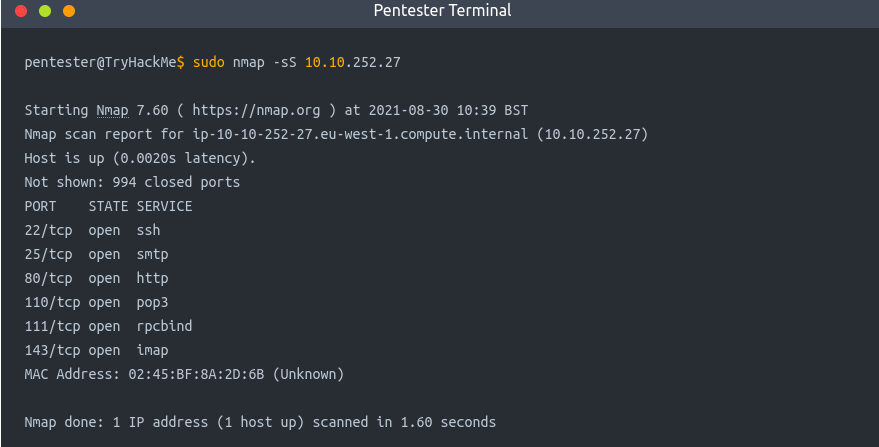 Pentester Terminal
pentester@TryHackMe$ sudo nmap -sS 10.10.252.27
Starting Nmap 7.60 ( https://nmap.org ) at 2021-08-30 10:39 BST
Nmap scan report for ip-10-10-252-27.eu-west-1.compute.internal (10.10.252.27)
Host is up (0.0020s latency).
Not shown: 994 closed ports
PORT    STATE SERVICE
22/tcp  open  ssh
25/tcp  open  smtp
80/tcp  open  http
110/tcp open  pop3
111/tcp open  rpcbind
143/tcp open  imap
MAC Address: 02:45:BF:8A:2D:6B (Unknown)
Nmap done: 1 IP address (1 host up) scanned in 1.60 seconds